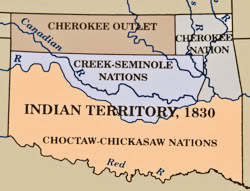 CHEROKEE OUTLET
Canadian
R
R
CHEROKEE
NATION
CREEK-SEMINOLE
NATIONS
R
INDIAN TERRITORY, 1830
CHOCTAW-CHICKASAW NATIONS
Red
R